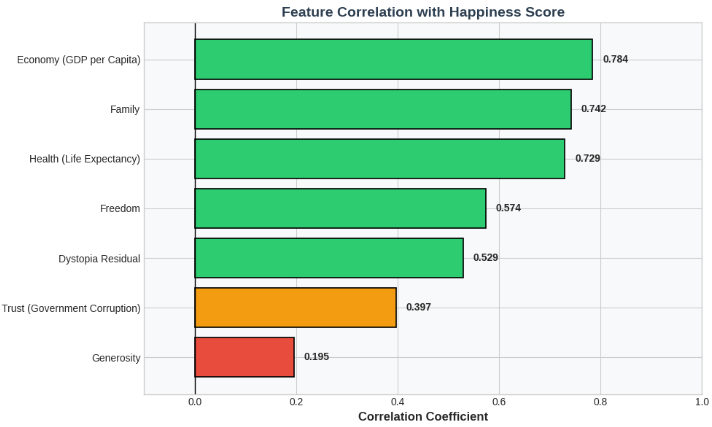 Feature Correlation with Happiness Score
Economy (GDP per Capita)
0.784
Family
0.742
Health (Life Expectancy)
0.729
Freedom
0.574
Dystopia Residual
0.529
Trust (Government Corruption)
0.397
Generosity
0.195
0.0 0.2 0.4 0.6 0.8 1.0
Correlation Coefficient